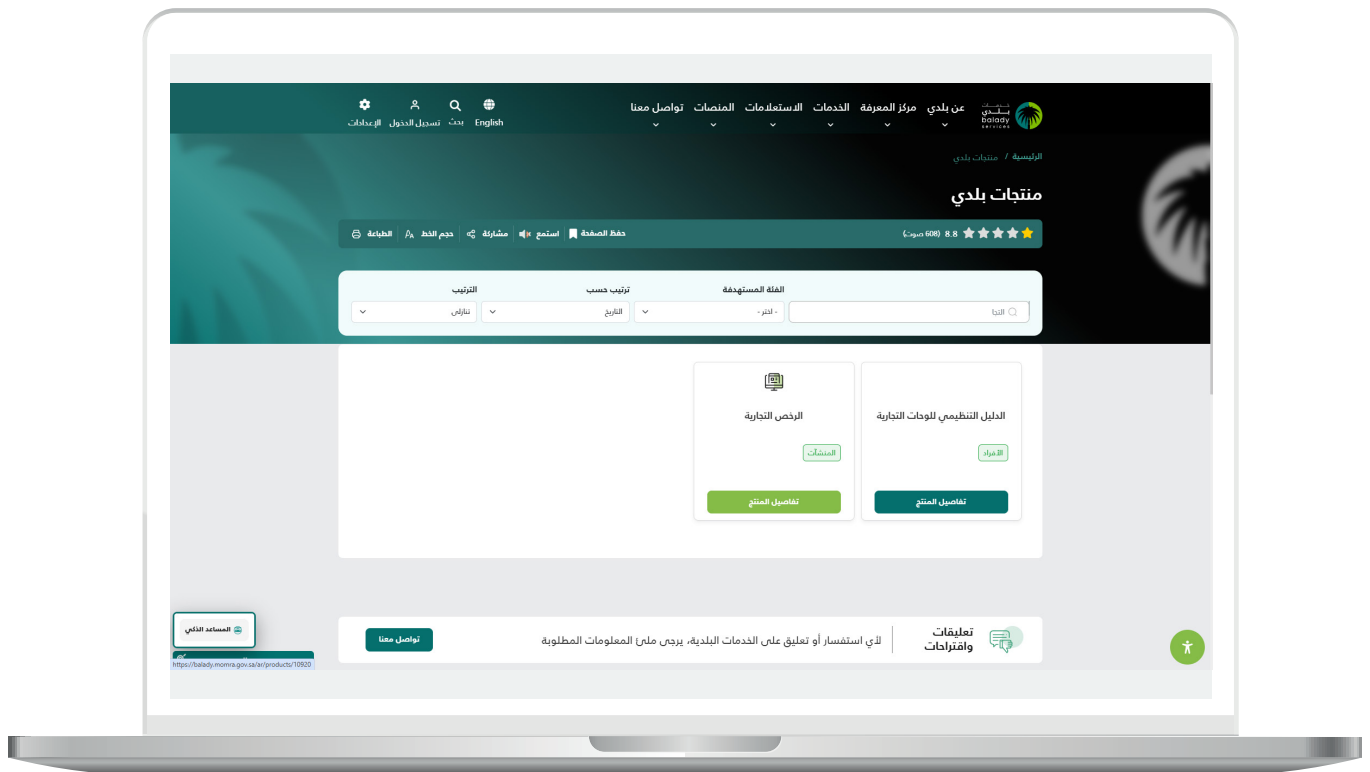 خدمات
بلدي
balady
services
عن بلدي
مركز المعرفة
الخدمات
الاستعلامات
المنصات
تواصل معنا
English
بحث
تسجيل الدخول
الإعدادات
الرئيسية / منتجات بلدي
منتجات بلدي
8.8 (608 صوت)
حفظ الصفحة
استمع
مشاركة
حجم الخط
الطباعة
الفئة المستهدفة
ترتيب حسب
الترتيب
التجا
- اختر -
التاريخ
تنازلي
الدليل التنظيمي للوحات التجارية
الأفراد
تفاصيل المنتج
الرخص التجارية
المنشآت
تفاصيل المنتج
تعليقات
واقتراحات
لأي استفسار أو تعليق على الخدمات البلدية، يرجى ملئ المعلومات المطلوبة
تواصل معنا
المساعد الذكي
https://balady.momra.gov.sa/ar/products/10920